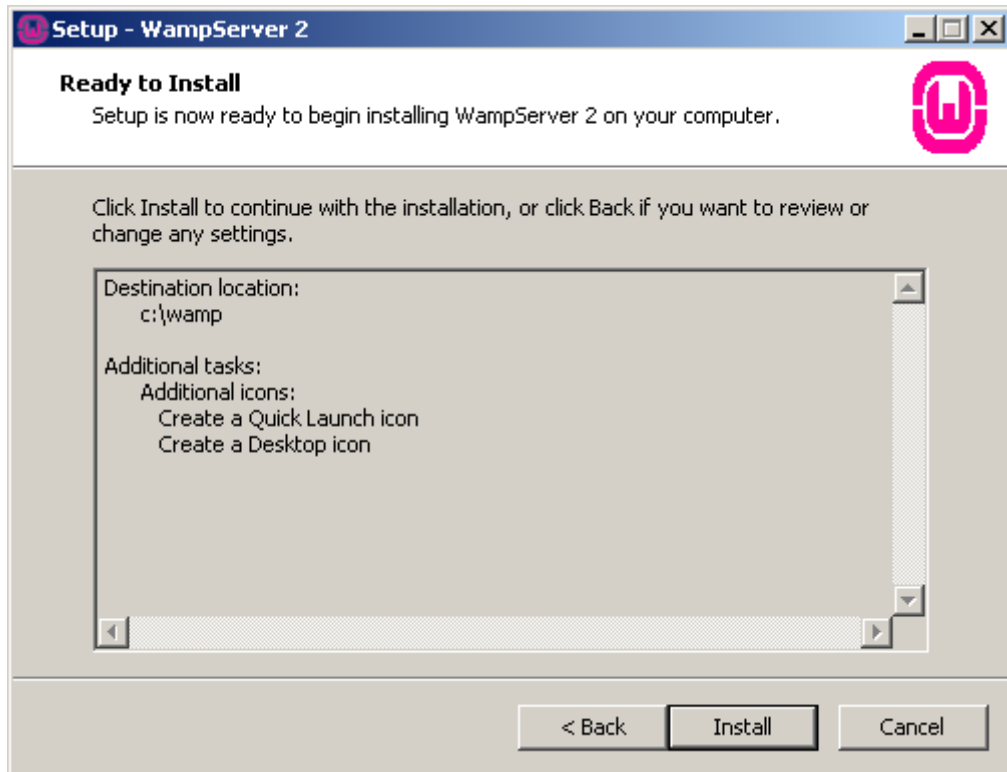 Setup - WampServer 2
Ready to Install
Setup is now ready to begin installing WampServer 2 on your computer.
W
Click Install to continue with the installation, or click Back if you want to review or
change any settings.
Destination location:
c:\wamp
Additional tasks:
Additional icons:
Create a Quick Launch icon
Create a Desktop icon
< Back
Install
Cancel